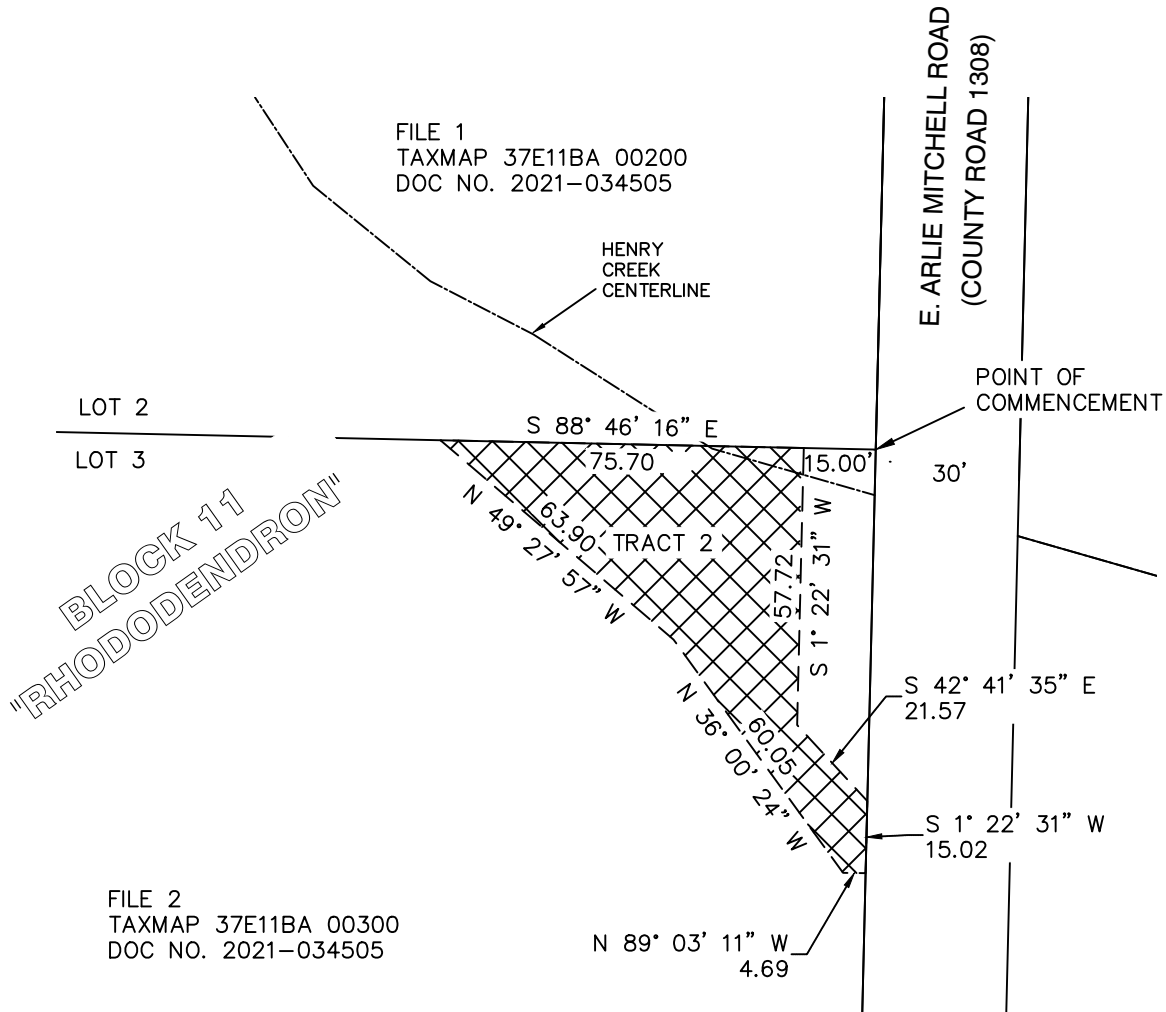 E. ARLIE MITCHELL ROAD
(COUNTY ROAD 1308)
FILE 1
TAXMAP 37E11BA 00200
DOC NO. 2021-034505
HENRY
CREEK
CENTERLINE
POINT OF
COMMENCEMENT
LOT 2
LOT 3
S 88° 46' 16" E
75.70
15.00'
30'
BLOCK 11
"RHODODENDRON"
N 49° 27' 57" W
63.90
TRACT 2
57.72
S 1° 22' 31" W
S 42° 41' 35" E
21.57
N 36° 00' 24" W
60.05
S 1° 22' 31" W
15.02
FILE 2
TAXMAP 37E11BA 00300
DOC NO. 2021-034505
N 89° 03' 11" W
4.69